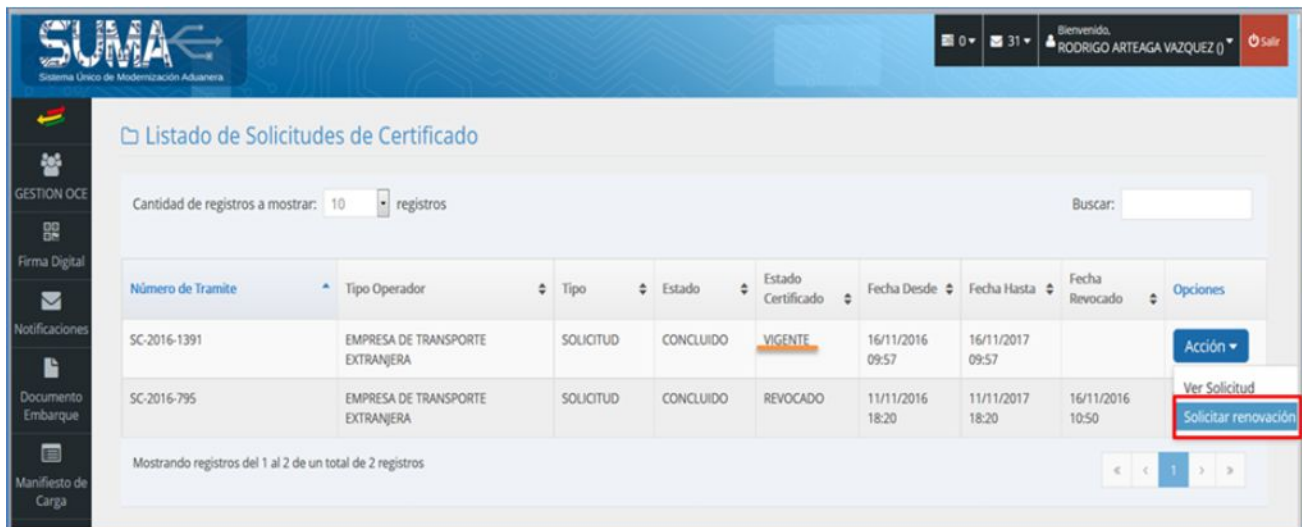 SUMA
Sistema Único de Modernización Aduanera
0
31
Bienvenido,
RODRIGO ARTEAGA VAZQUEZ ()
Salir
GESTION OCE
Firma Digital
Notificaciones
Documento
Embarque
Manifiesto de
Carga
Listado de Solicitudes de Certificado
Cantidad de registros a mostrar: 10 registros
Buscar:
Número de Tramite Tipo Operador Tipo Estado Estado Certificado Fecha Desde Fecha Hasta Fecha Revocado Opciones
SC-2016-1391 EMPRESA DE TRANSPORTE SOLICITUD CONCLUIDO VIGENTE 16/11/2016 16/11/2017 Acción
EXTRANJERA 09:57 09:57
Ver Solicitud
SC-2016-795 EMPRESA DE TRANSPORTE SOLICITUD CONCLUIDO REVOCADO 11/11/2016 11/11/2017 16/11/2016
EXTRANJERA 18:20 18:20 10:50 Solicitar renovación
Mostrando registros del 1 al 2 de un total de 2 registros
« ‹ 1 › »